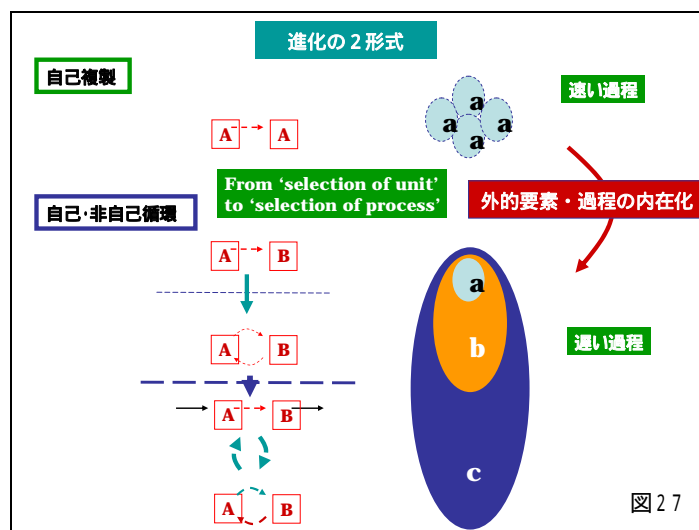 進化の2形式
自己複製
速い過程
a
a a
a
A A
From ‘selection of unit’
to ‘selection of process’
外的要素・過程の内在化
自己·非自己循環
A B
a
遅い過程
b
A B
A B
c
A B
図27